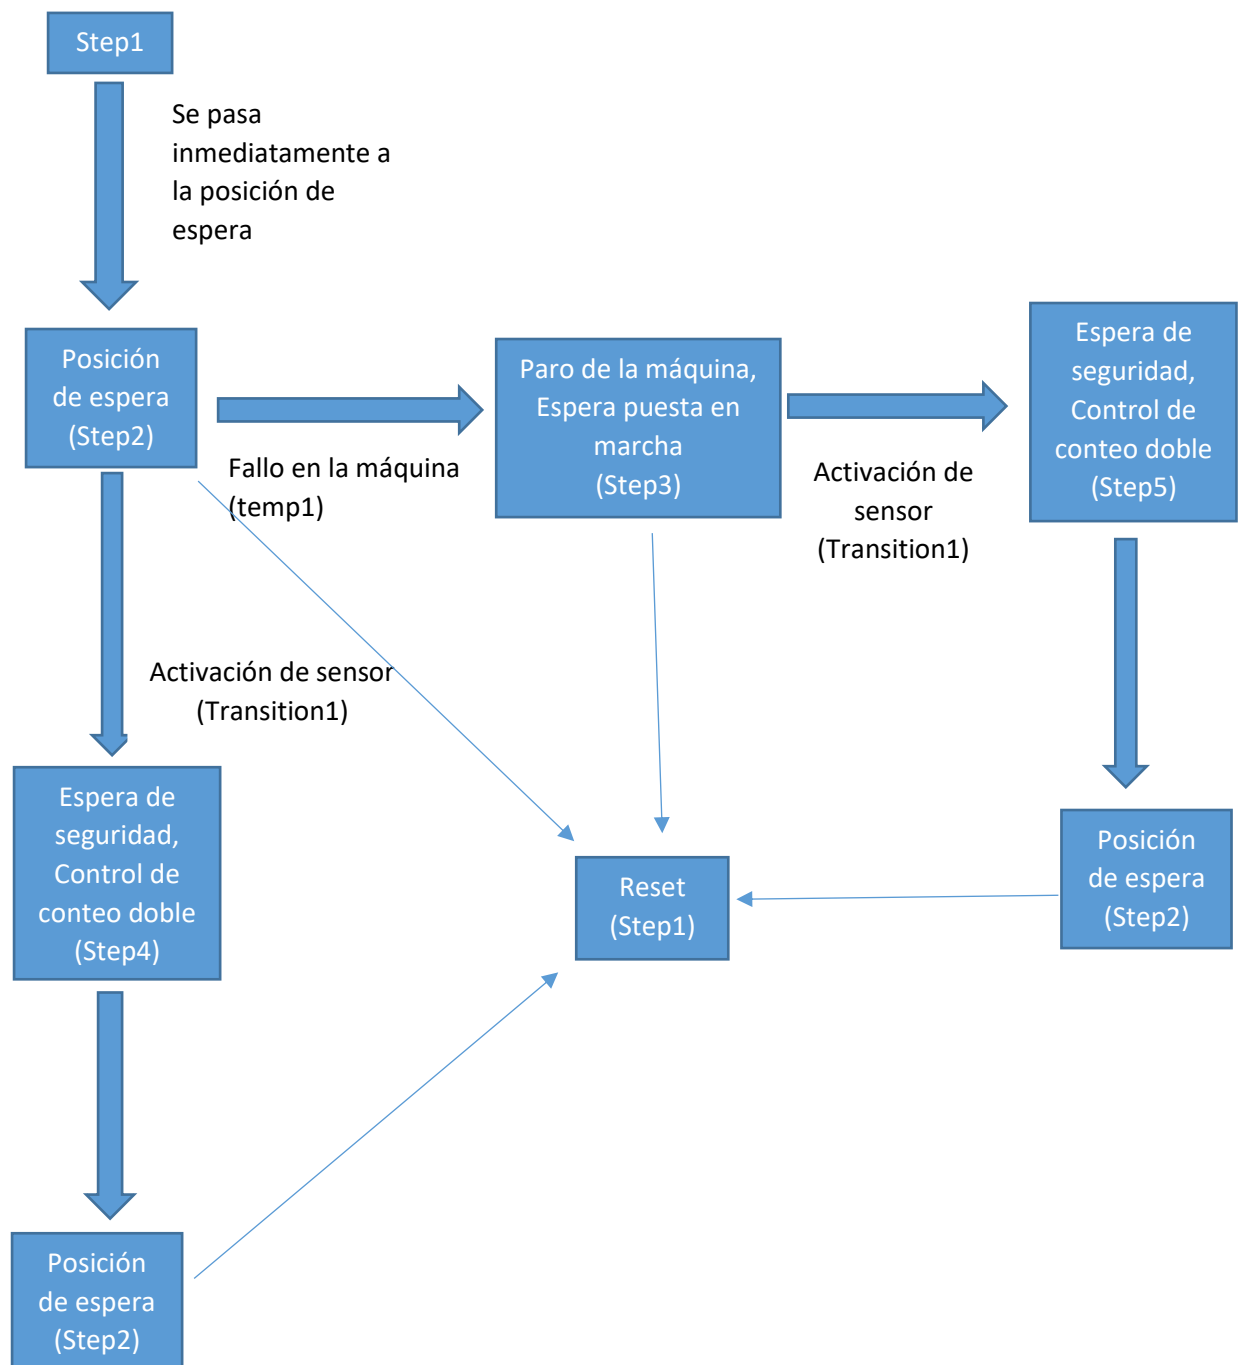 Step1
Se pasa
inmediatamente a
la posición de
espera
Posición
de espera
(Step2)
Fallo en la máquina
(temp1)
Paro de la máquina,
Espera puesta en
marcha
(Step3)
Activación de
sensor
(Transition1)
Espera de
seguridad,
Control de
conteo doble
(Step5)
Activación de sensor
(Transition1)
Espera de
seguridad,
Control de
conteo doble
(Step4)
Reset
(Step1)
Posición
de espera
(Step2)
Posición
de espera
(Step2)